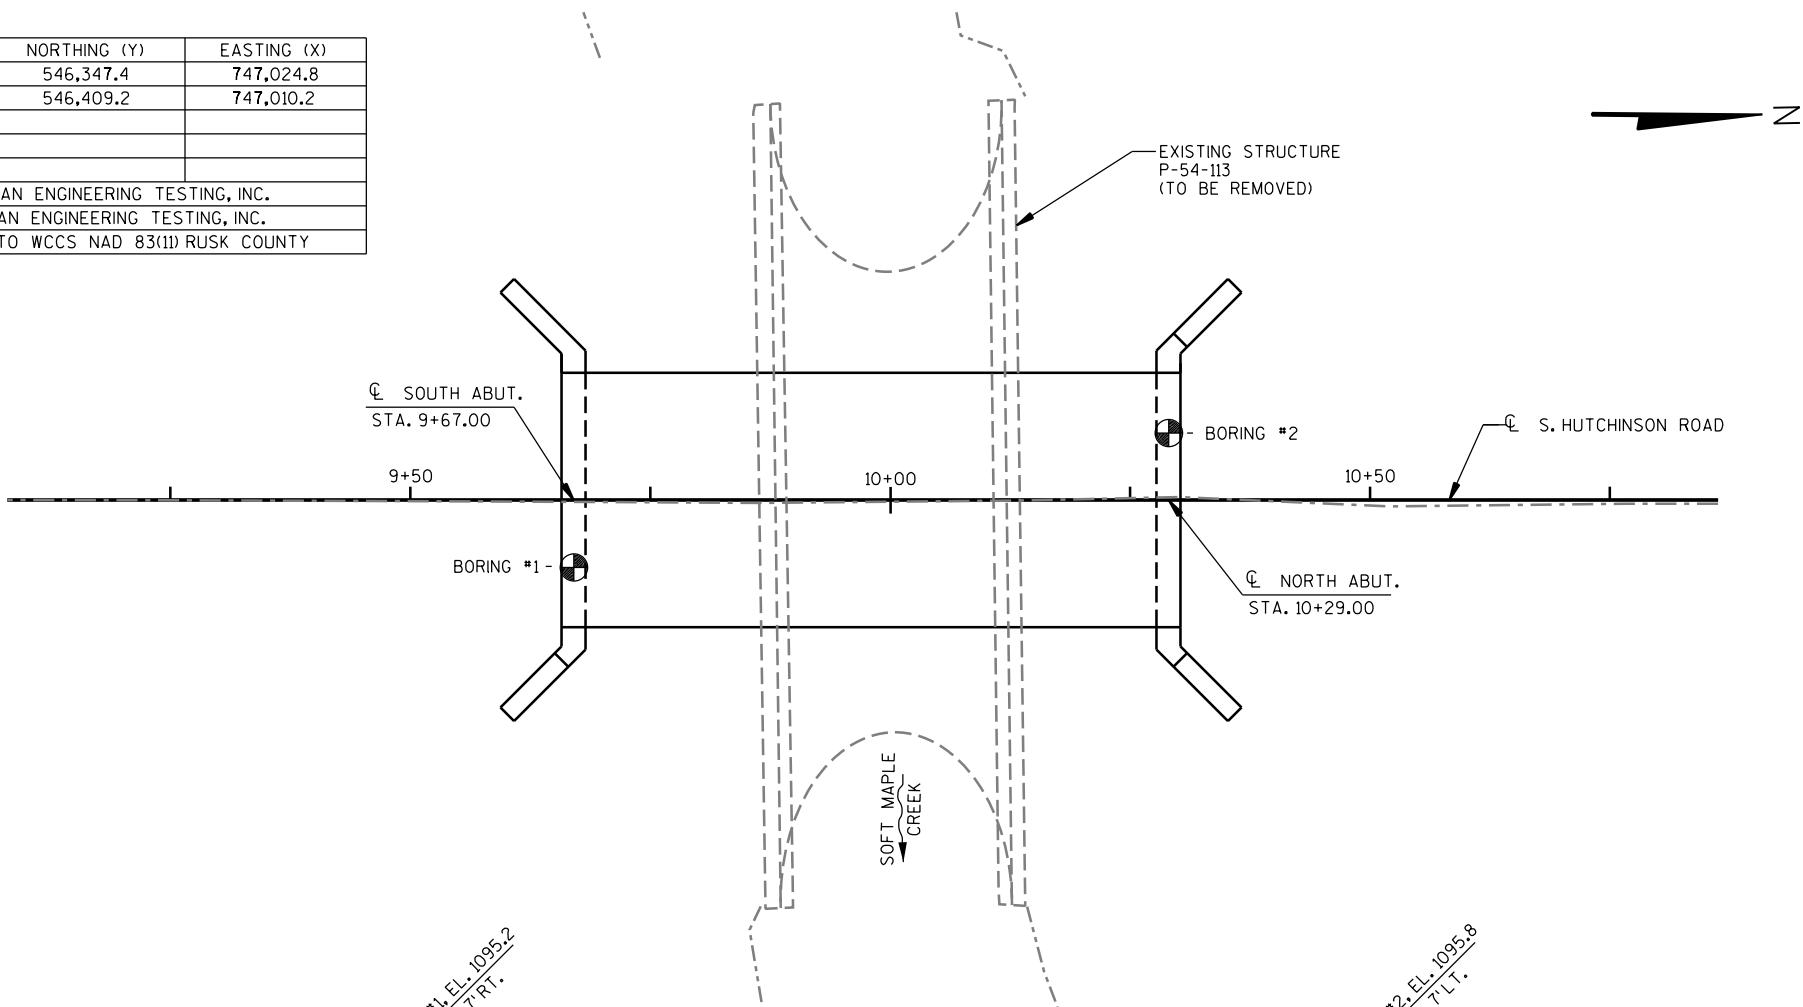 NORTHING (Y) EASTING (X)
546,347.4 747,024.8
546,409.2 747,010.2
AN ENGINEERING TESTING, INC.
AN ENGINEERING TESTING, INC.
TO WCCS NAD 83(11) RUSK COUNTY
N
EXISTING STRUCTURE
P-54-113
(TO BE REMOVED)
℄ SOUTH ABUT.
STA. 9+67.00
BORING #2
℄ S. HUTCHINSON ROAD
9+50
10+00
10+50
BORING #1
℄ NORTH ABUT.
STA. 10+29.00
SOFT MAPLE
CREEK
#1, EL. 1095.2
7' RT.
#2, EL. 1095.8
7' LT.